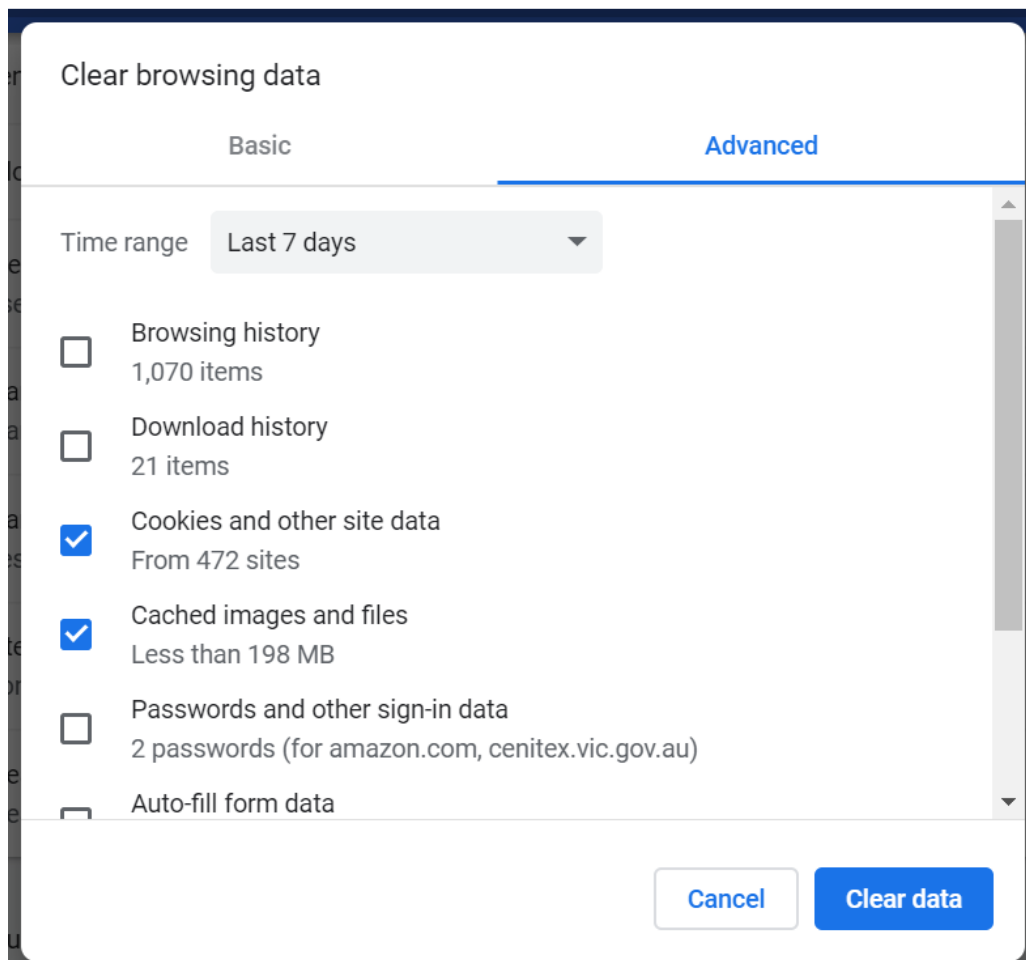 Clear browsing data
Basic
Advanced
Time range
Last 7 days
Browsing history
1,070 items
Download history
21 items
Cookies and other site data
From 472 sites
Cached images and files
Less than 198 MB
Passwords and other sign-in data
2 passwords (for amazon.com, cenitex.vic.gov.au)
Auto-fill form data
Cancel
Clear data